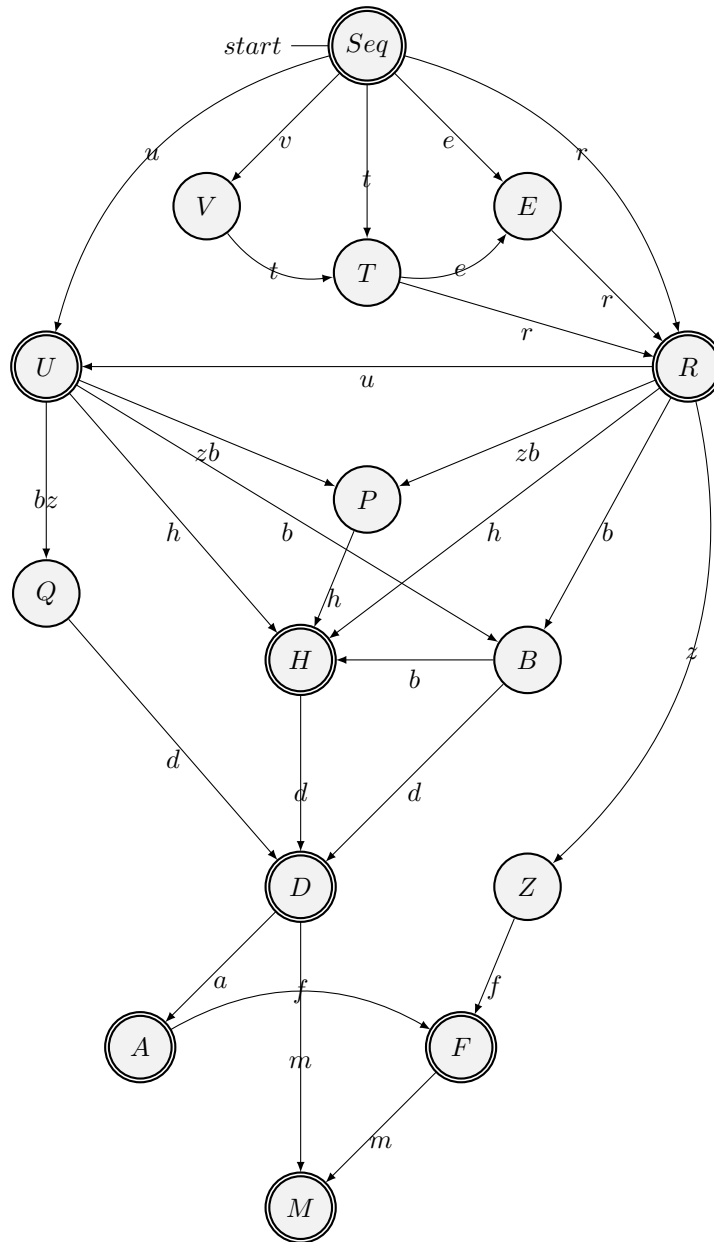 start Seq
u v e r
t
V E
t T e
r r
U u R
zb zb
bz P
h b h b
Q h
H b B z
d d d
D Z
a f f
A F
m
m
M